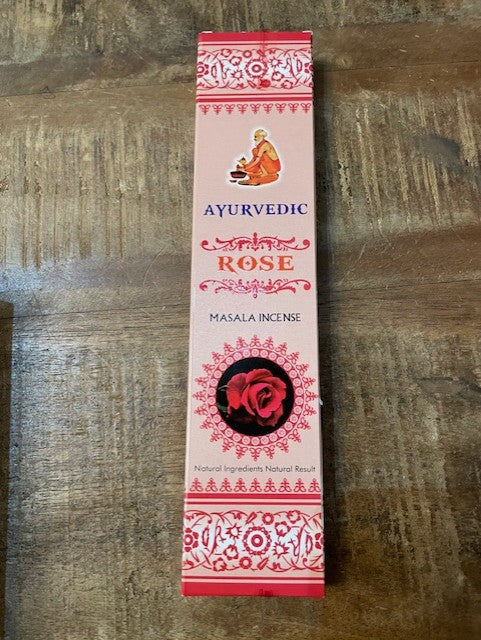 AYURVEDIC
ROSE
MASALA INCENSE
Natural Ingredients Natural Result